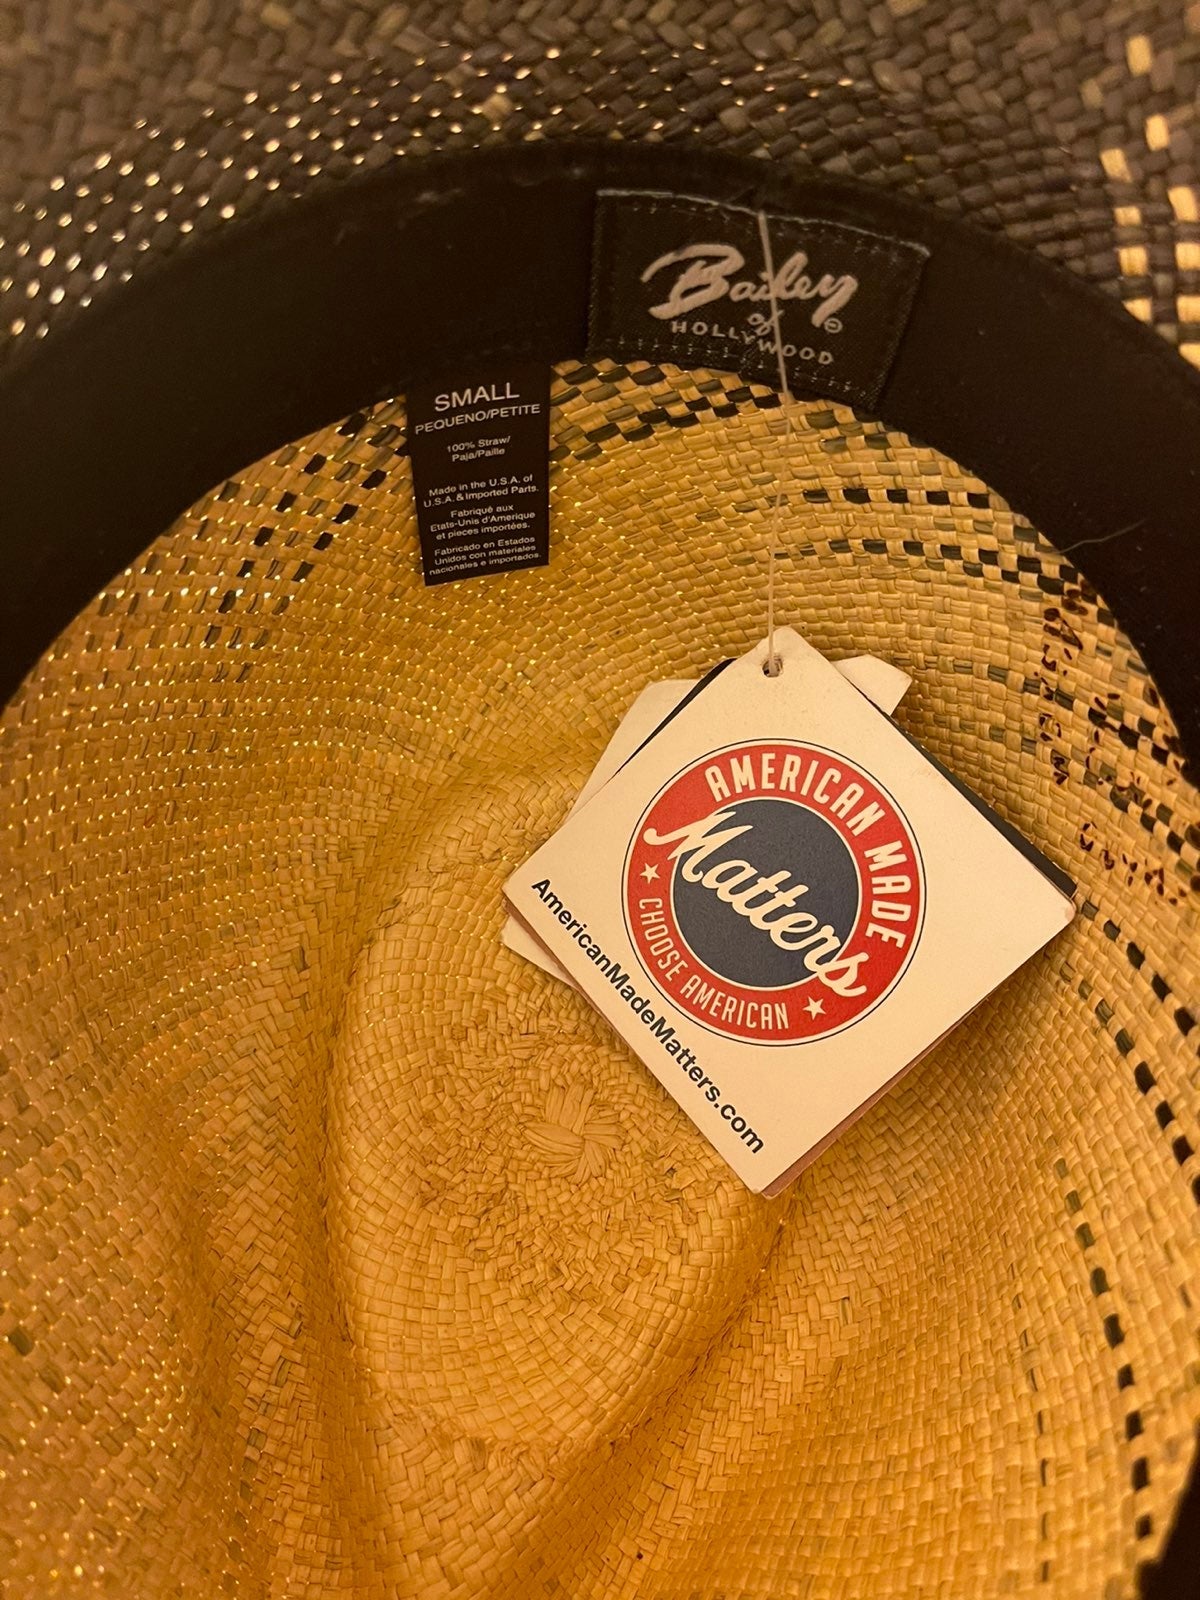 Bailey
of
HOLLYWOOD
SMALL
PEQUENO/PETITE
100% Straw/
Paja/Paille
Made in the U.S.A. of
U.S.A. & Imported Parts.
Fabriqué aux
Etats-Unis d'Amerique
et pieces importées.
Fabricado en Estados
Unidos con materiales
nacionales e importados.
AMERICAN MADE
Matters
CHOOSE AMERICAN
AmericanMadeMatters.com